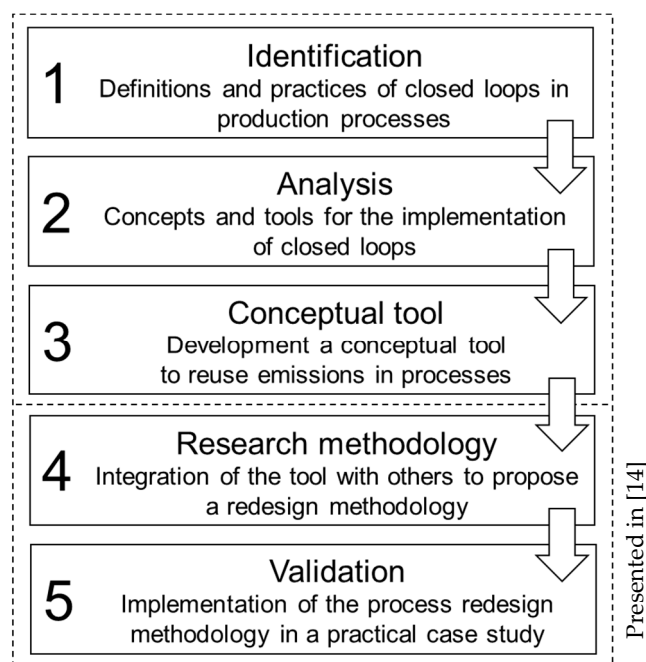 1
Identification
Definitions and practices of closed loops in
production processes
2
Analysis
Concepts and tools for the implementation
of closed loops
3
Conceptual tool
Development a conceptual tool
to reuse emissions in processes
4
Research methodology
Integration of the tool with others to propose
a redesign methodology
5
Validation
Implementation of the process redesign
methodology in a practical case study
Presented in [14]